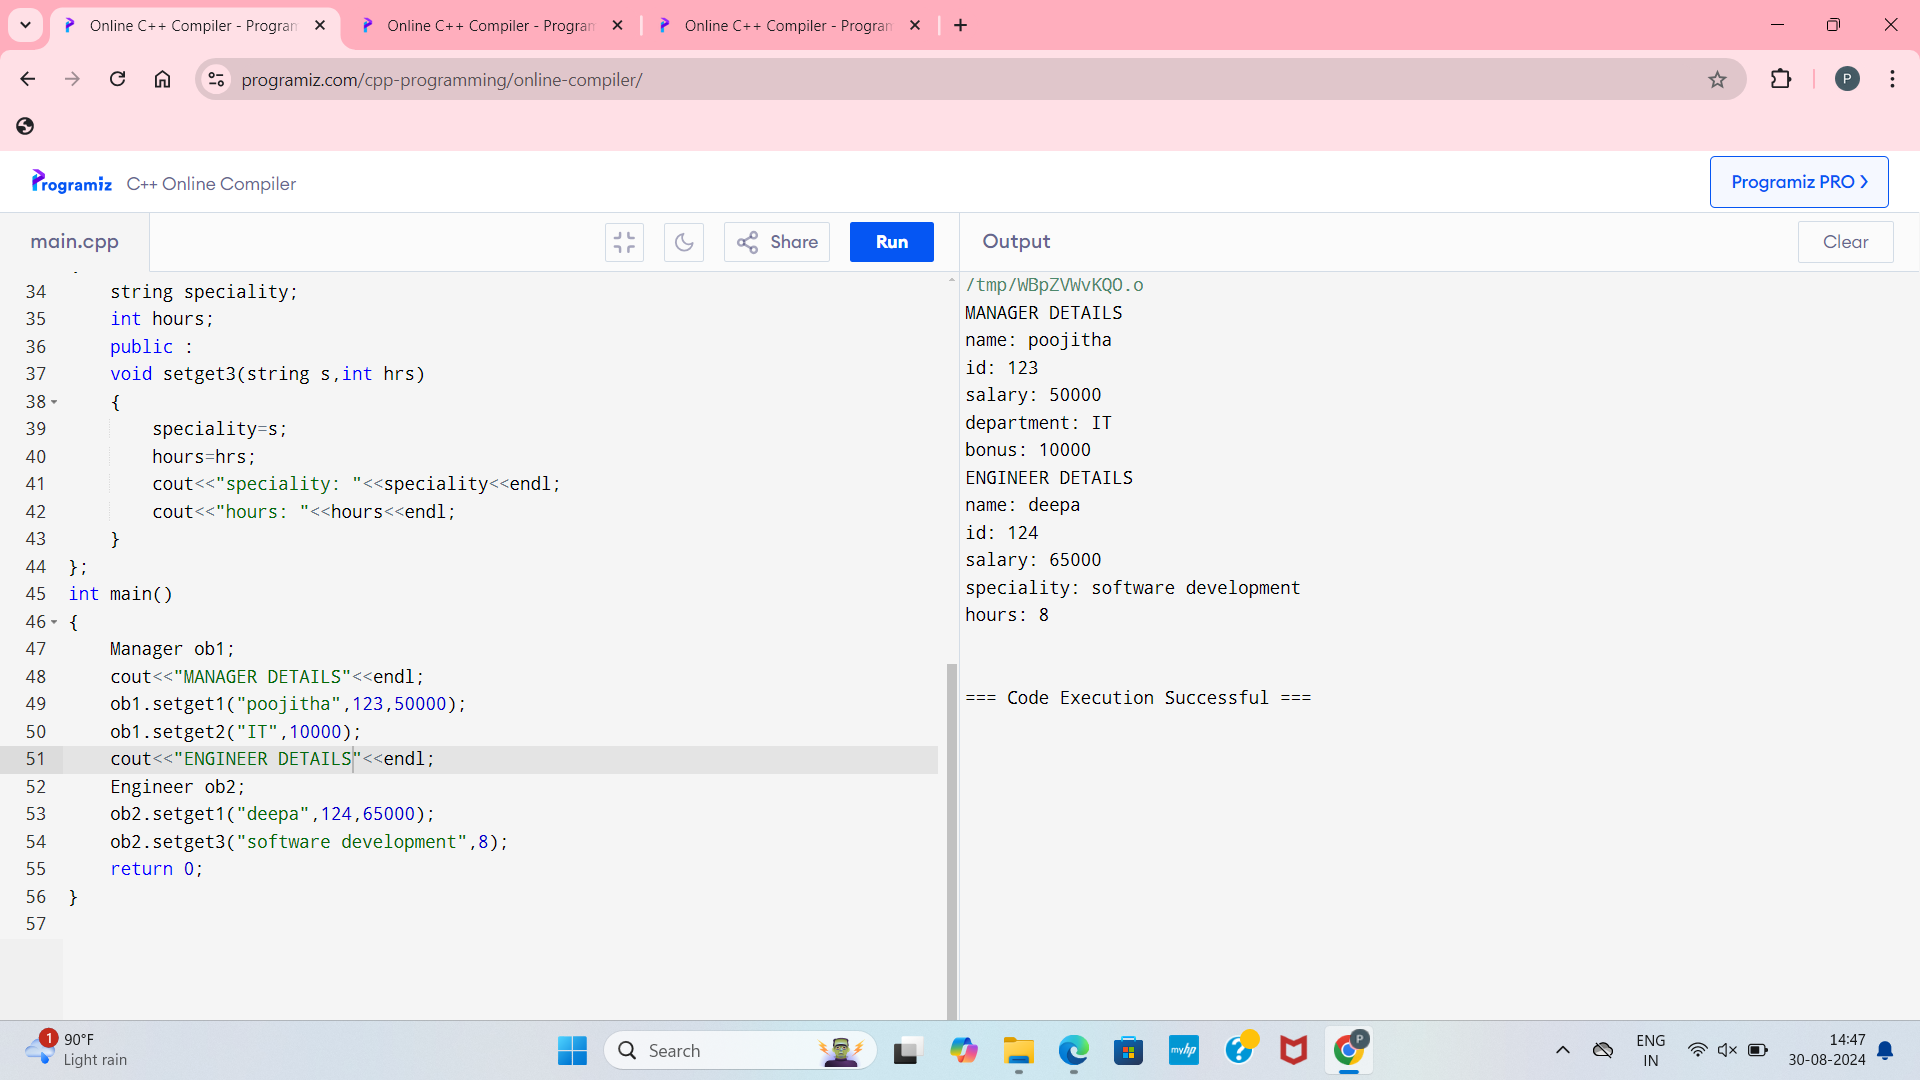 Online C++ Compiler - Program
Online C++ Compiler - Program
Online C++ Compiler - Program
programiz.com/cpp-programming/online-compiler/
P
Programiz C++ Online Compiler
Programiz PRO
main.cpp
Share
Run
Output
Clear
34 string speciality;
35 int hours;
36 public :
37 void setget3(string s,int hrs)
38 {
39 speciality=s;
40 hours=hrs;
41 cout<<"speciality: "<<speciality<<endl;
42 cout<<"hours: "<<hours<<endl;
43 }
44 };
45 int main()
46 {
47 Manager ob1;
48 cout<<"MANAGER DETAILS"<<endl;
49 ob1.setget1("poojitha",123,50000);
50 ob1.setget2("IT",10000);
51 cout<<"ENGINEER DETAILS"<<endl;
52 Engineer ob2;
53 ob2.setget1("deepa",124,65000);
54 ob2.setget3("software development",8);
55 return 0;
56 }
57
/tmp/WBpZVWvKQO.o
MANAGER DETAILS
name: poojitha
id: 123
salary: 50000
department: IT
bonus: 10000
ENGINEER DETAILS
name: deepa
id: 124
salary: 65000
speciality: software development
hours: 8
=== Code Execution Successful ===
1
90°F
Light rain
Search
myhp
P
ENG
IN
14:47
30-08-2024